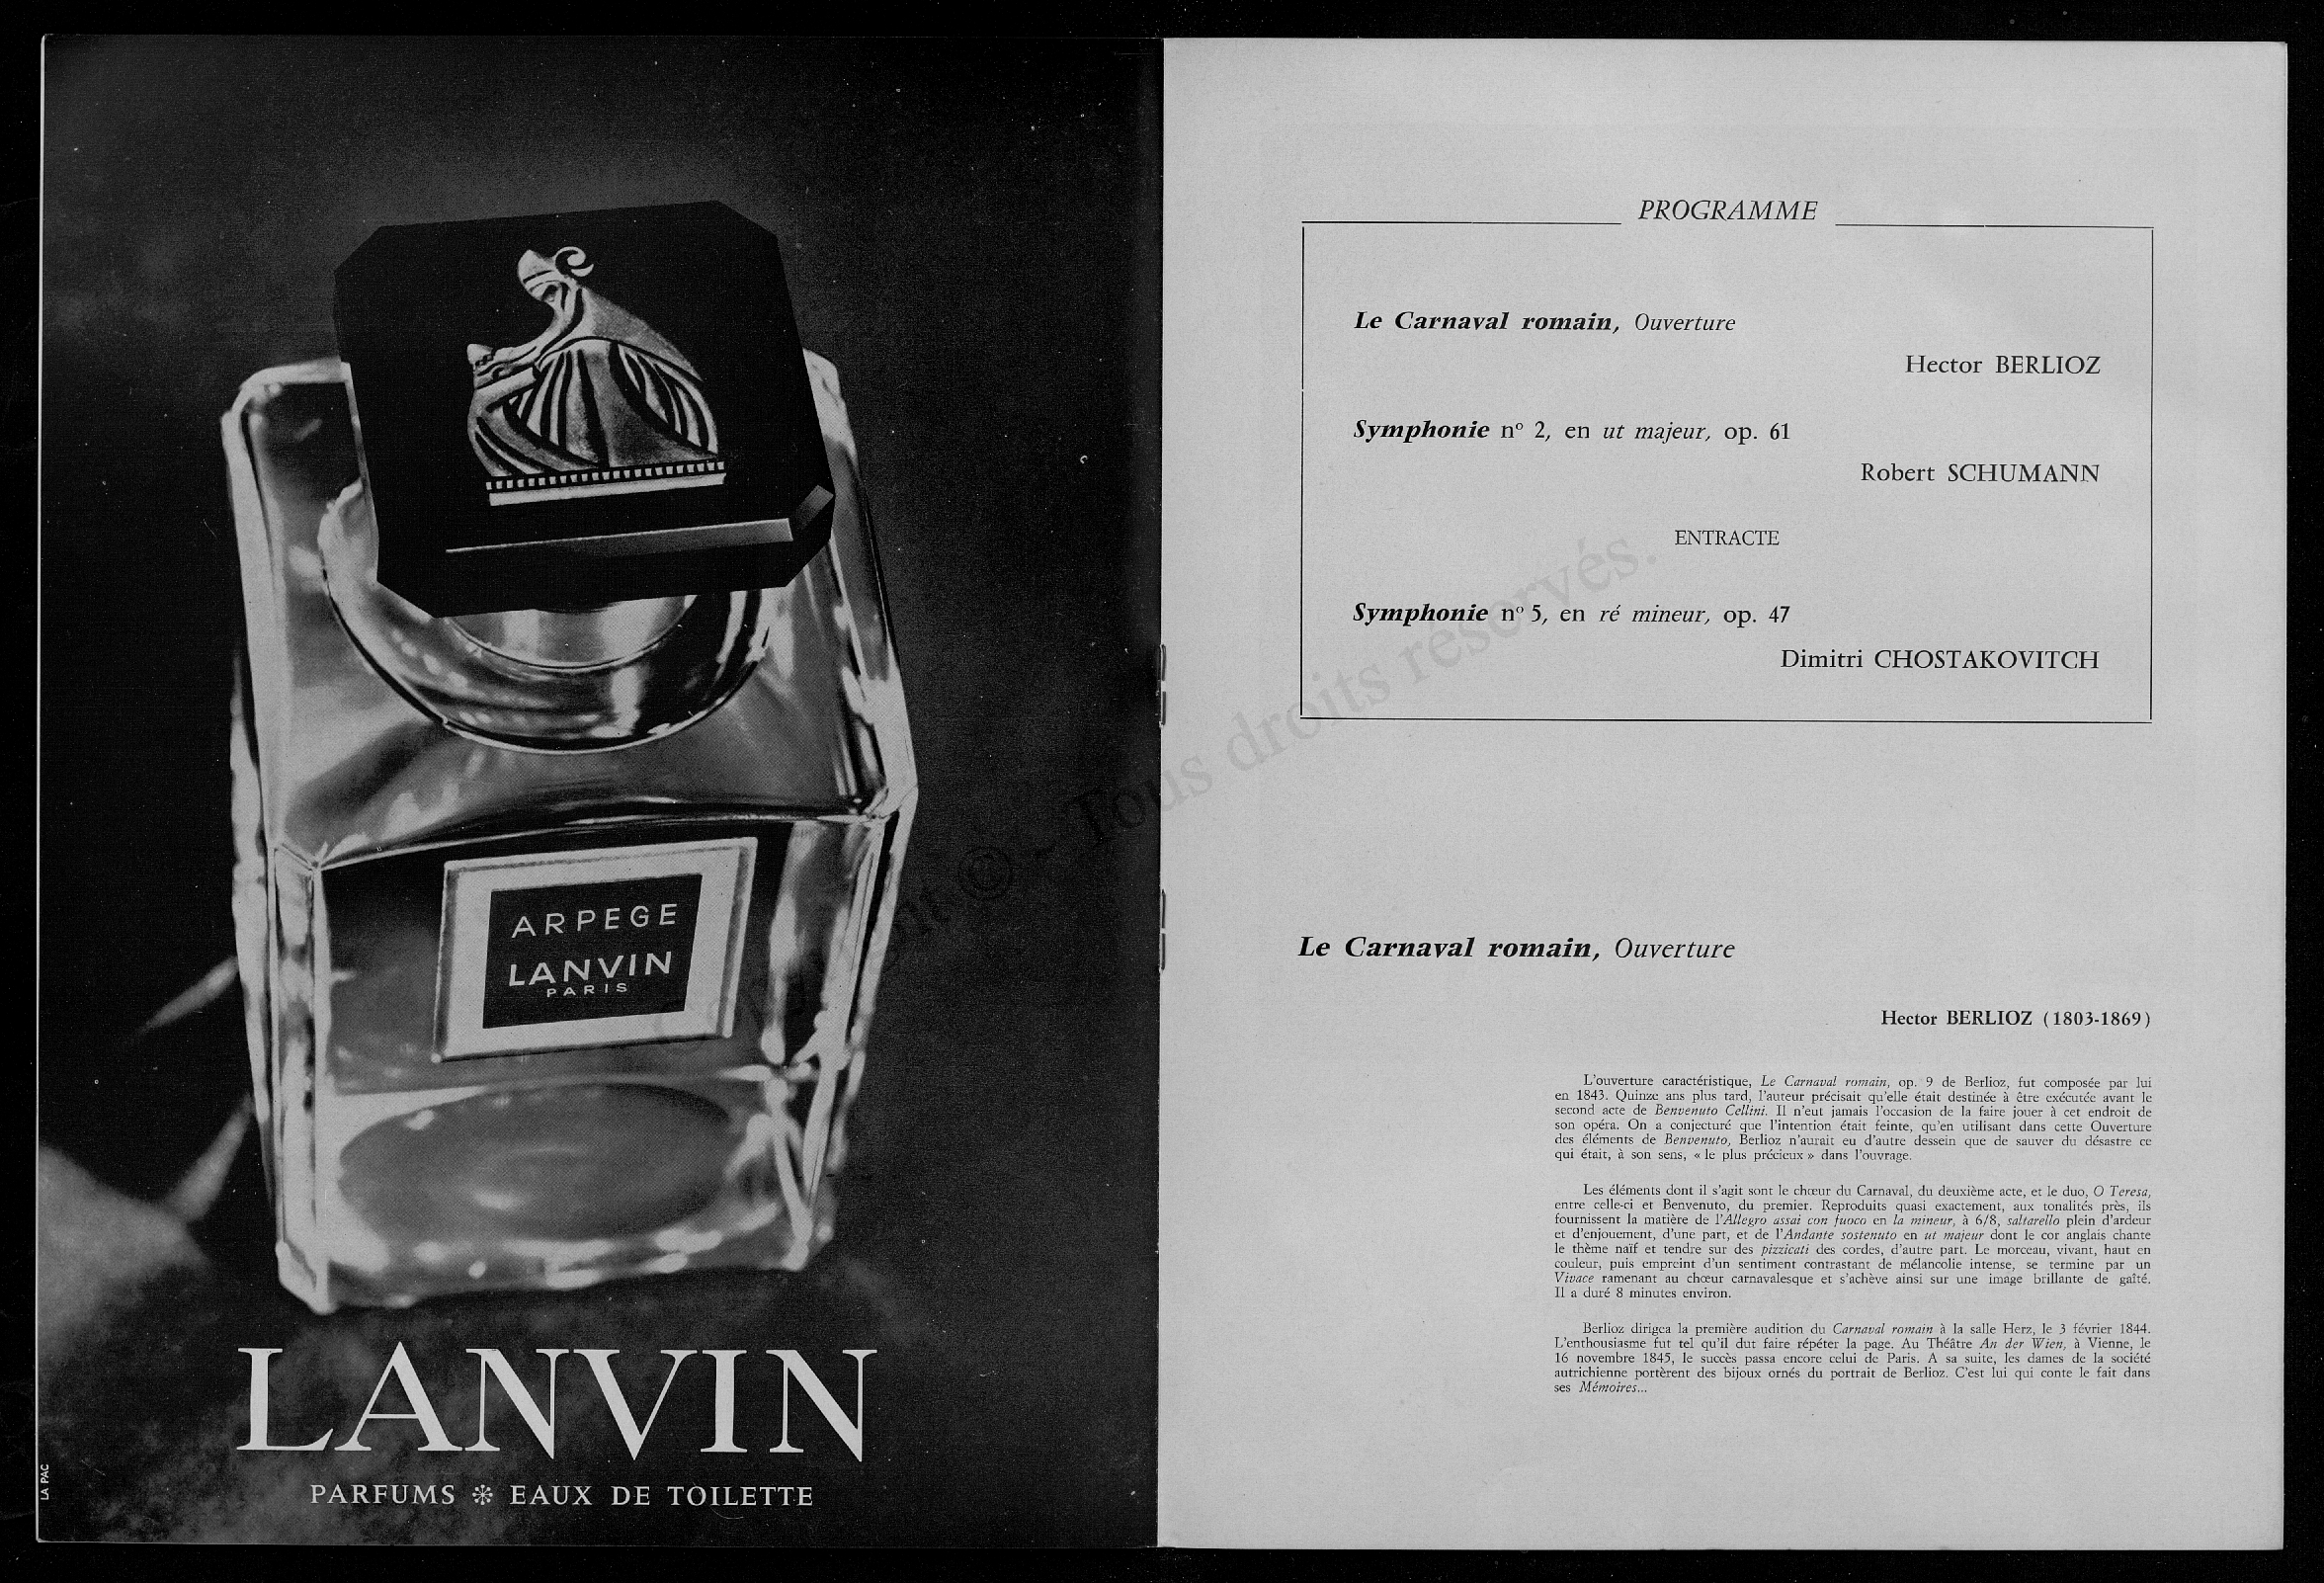 ARPEGE
LANVIN
PARIS
LANVIN
PARFUMS ❊ EAUX DE TOILETTE
LA PAC
PROGRAMME
Le Carnaval romain, Ouverture
Hector BERLIOZ
Symphonie nº 2, en ut majeur, op. 61
Robert SCHUMANN
ENTRACTE
Symphonie nº 5, en ré mineur, op. 47
Dimitri CHOSTAKOVITCH
Le Carnaval romain, Ouverture
Hector BERLIOZ (1803-1869)
L'ouverture caractéristique, Le Carnaval romain, op. 9 de Berlioz, fut composée par lui
en 1843. Quinze ans plus tard, l'auteur précisait qu'elle était destinée à être exécutée avant le
second acte de Benvenuto Cellini. Il n'eut jamais l'occasion de la faire jouer à cet endroit de
son opéra. On a conjecturé que l'intention était feinte, qu'en utilisant dans cette Ouverture
des éléments de Benvenuto, Berlioz n'aurait eu d'autre dessein que de sauver du désastre ce
qui était, à son sens, « le plus précieux » dans l'ouvrage.
Les éléments dont il s'agit sont le chœur du Carnaval, du deuxième acte, et le duo, O Teresa,
entre celle-ci et Benvenuto, du premier. Reproduits quasi exactement, aux tonalités près, ils
fournissent la matière de l'Allegro assai con fuoco en la mineur, à 6/8, saltarello plein d'ardeur
et d'enjouement, d'une part, et de l'Andante sostenuto en ut majeur dont le cor anglais chante
le thème naïf et tendre sur des pizzicati des cordes, d'autre part. Le morceau, vivant, haut en
couleur, puis empreint d'un sentiment contrastant de mélancolie intense, se termine par un
Vivace ramenant au chœur carnavalesque et s'achève ainsi sur une image brillante de gaîté.
Il a duré 8 minutes environ.
Berlioz dirigea la première audition du Carnaval romain à la salle Herz, le 3 février 1844.
L'enthousiasme fut tel qu'il dut faire répéter la page. Au Théâtre An der Wien, à Vienne, le
16 novembre 1845, le succès passa encore celui de Paris. A sa suite, les dames de la société
autrichienne portèrent des bijoux ornés du portrait de Berlioz. C'est lui qui conte le fait dans
ses Mémoires...
Copyright © - Tous droits réservés.